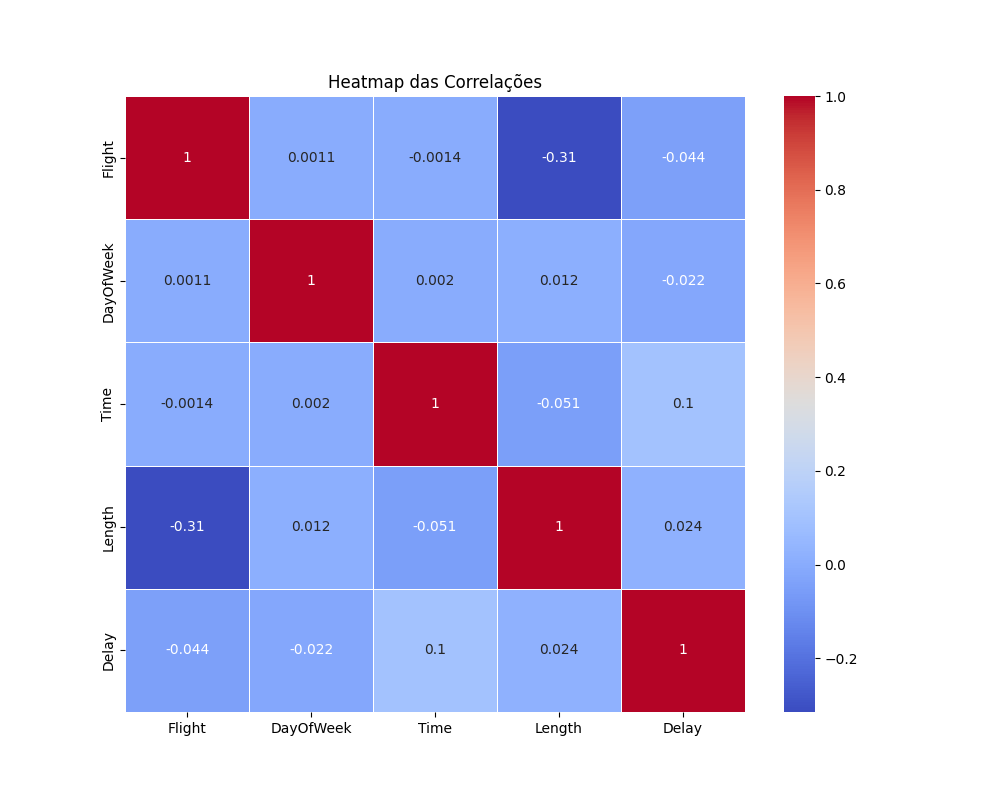 Heatmap das Correlações
Flight 1 0.0011 -0.0014 -0.31 -0.044
DayOfWeek 0.0011 1 0.002 0.012 -0.022
Time -0.0014 0.002 1 -0.051 0.1
Length -0.31 0.012 -0.051 1 0.024
Delay -0.044 -0.022 0.1 0.024 1
Flight DayOfWeek Time Length Delay
1.0
0.8
0.6
0.4
0.2
0.0
−0.2